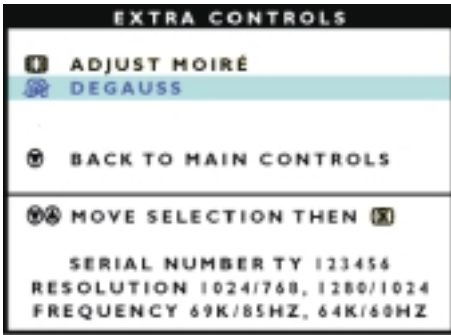 EXTRA CONTROLS
ADJUST MOIRÉ
DEGAUSS
BACK TO MAIN CONTROLS
MOVE SELECTION THEN
SERIAL NUMBER TY 123456
RESOLUTION 1024/768, 1280/1024
FREQUENCY 69K/85HZ, 64K/60HZ